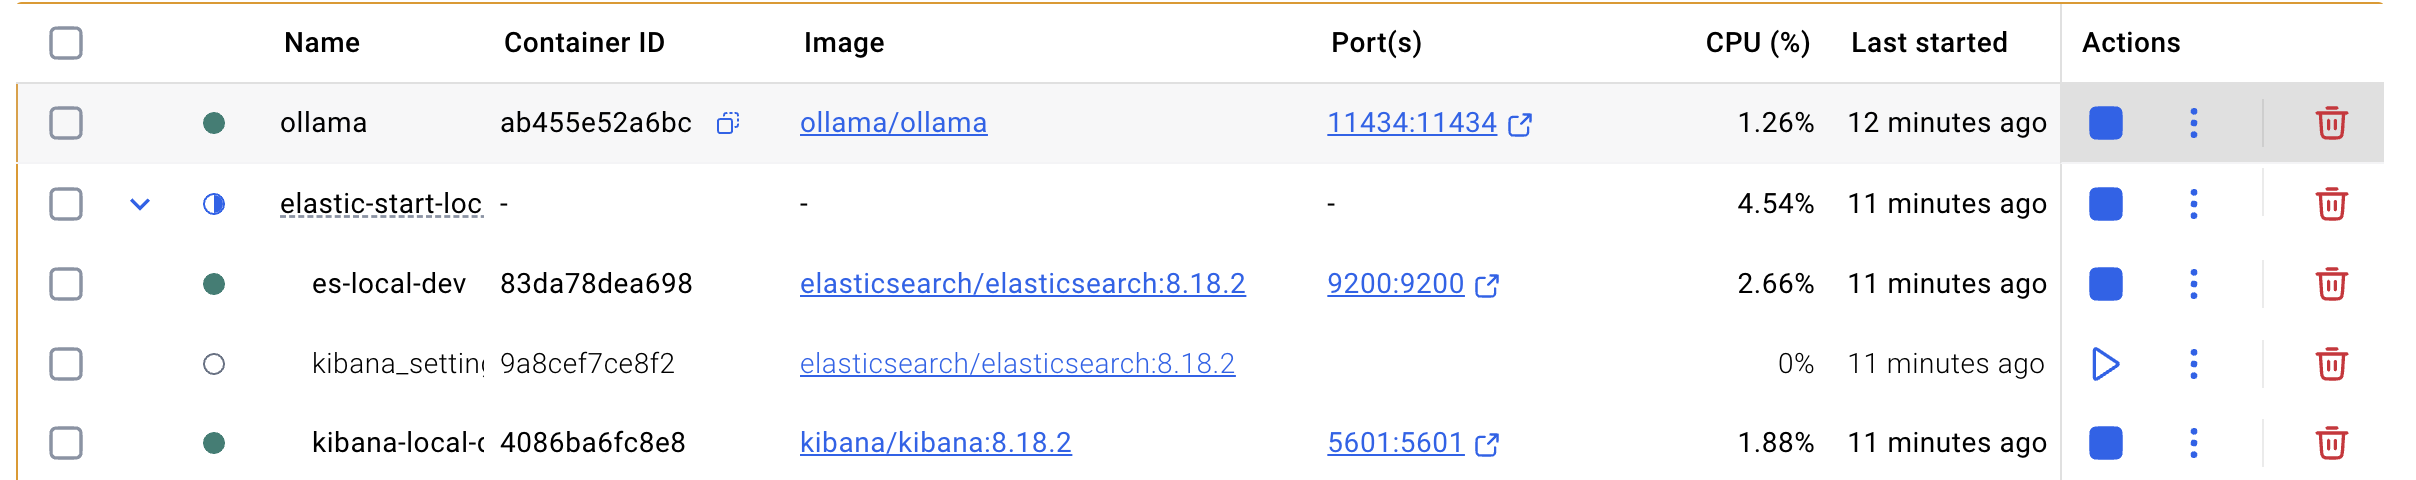 Name Container ID Image Port(s) CPU (%) Last started Actions
ollama ab455e52a6bc ollama/ollama 11434:11434 1.26% 12 minutes ago
elastic-start-loc - - - 4.54% 11 minutes ago
es-local-dev 83da78dea698 elasticsearch/elasticsearch:8.18.2 9200:9200 2.66% 11 minutes ago
kibana_setting 9a8cef7ce8f2 elasticsearch/elasticsearch:8.18.2 0% 11 minutes ago
kibana-local-d 4086ba6fc8e8 kibana/kibana:8.18.2 5601:5601 1.88% 11 minutes ago